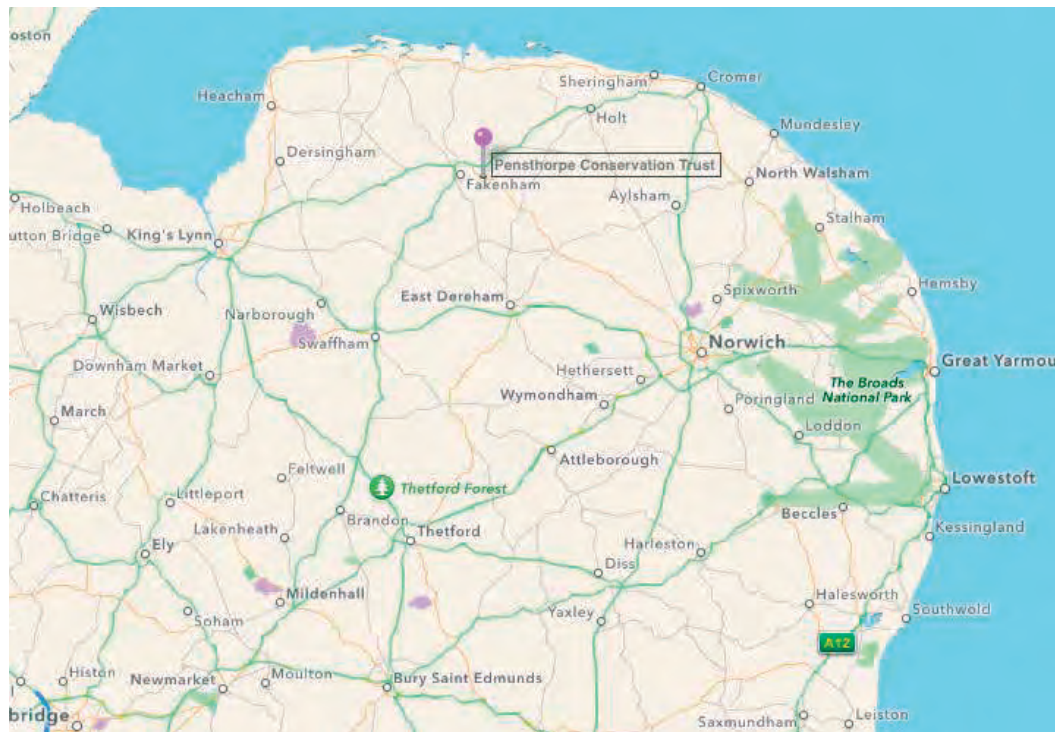 oston
Sheringham
Cromer
Heacham
Holt
Mundesley
Dersingham
Pensthorpe Conservation Trust
Fakenham
North Walsham
Aylsham
Holbeach
Stalham
utton Bridge
King's Lynn
Hemsby
Spixworth
East Dereham
Wisbech
Narborough
Swaffham
Norwich
Great Yarmou
Downham Market
Hethersett
The Broads
National Park
Wymondham
Poringland
March
Loddon
Attleborough
Feltwell
Thetford Forest
Lowestoft
Chatteris
Littleport
Brandon
Beccles
Lakenheath
Thetford
Kessingland
Ely
Harleston
Diss
Mildenhall
Halesworth
Southwold
Soham
Yaxley
A12
Histon
Moulton
Newmarket
Bury Saint Edmunds
l
bridge
Saxmundham
Leiston